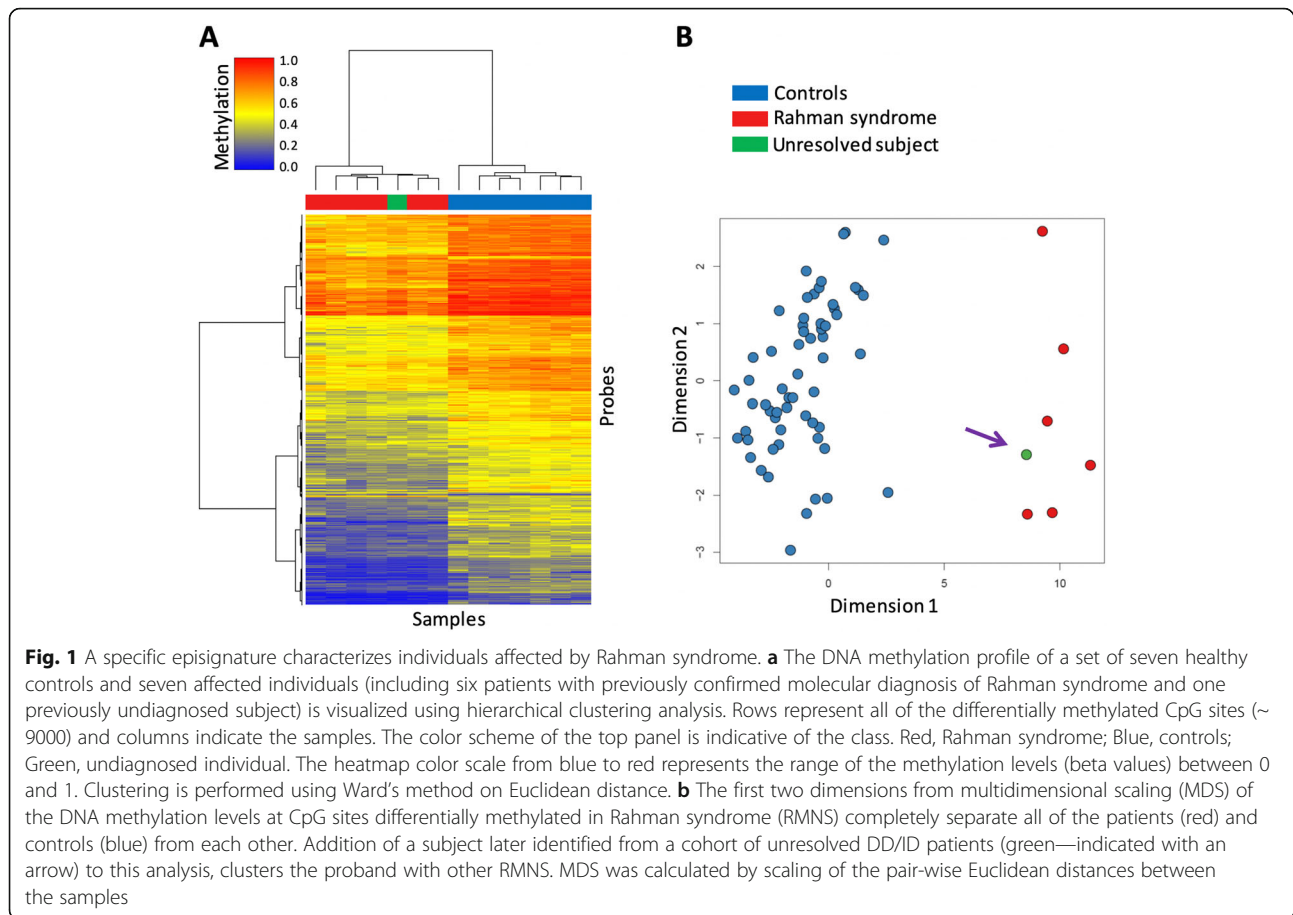 A
B
Methylation
1.0
0.8
0.6
0.4
0.2
0.0
Controls
Rahman syndrome
Unresolved subject
Probes
Samples
Dimension 2
2
1
0
-1
-2
-3
0
5
10
Dimension 1
Fig. 1 A specific episignature characterizes individuals affected by Rahman syndrome. a The DNA methylation profile of a set of seven healthy
controls and seven affected individuals (including six patients with previously confirmed molecular diagnosis of Rahman syndrome and one
previously undiagnosed subject) is visualized using hierarchical clustering analysis. Rows represent all of the differentially methylated CpG sites (~
9000) and columns indicate the samples. The color scheme of the top panel is indicative of the class. Red, Rahman syndrome; Blue, controls;
Green, undiagnosed individual. The heatmap color scale from blue to red represents the range of the methylation levels (beta values) between 0
and 1. Clustering is performed using Ward's method on Euclidean distance. b The first two dimensions from multidimensional scaling (MDS) of
the DNA methylation levels at CpG sites differentially methylated in Rahman syndrome (RMNS) completely separate all of the patients (red) and
controls (blue) from each other. Addition of a subject later identified from a cohort of unresolved DD/ID patients (green—indicated with an
arrow) to this analysis, clusters the proband with other RMNS. MDS was calculated by scaling of the pair-wise Euclidean distances between
the samples